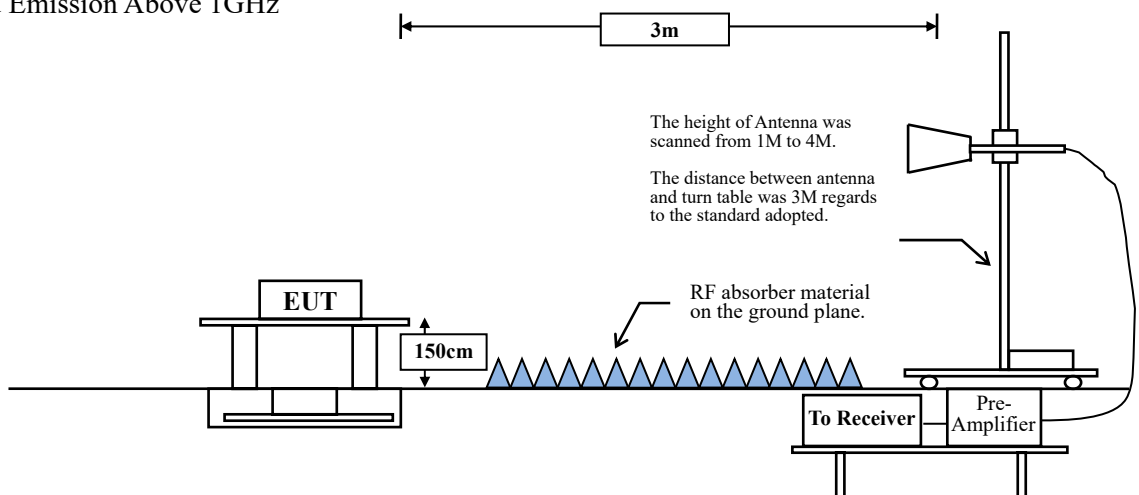 Emission Above 1GHz
3m
The height of Antenna was
scanned from 1M to 4M.
The distance between antenna
and turn table was 3M regards
to the standard adopted.
RF absorber material
on the ground plane.
EUT
150cm
To Receiver
Pre-
Amplifier